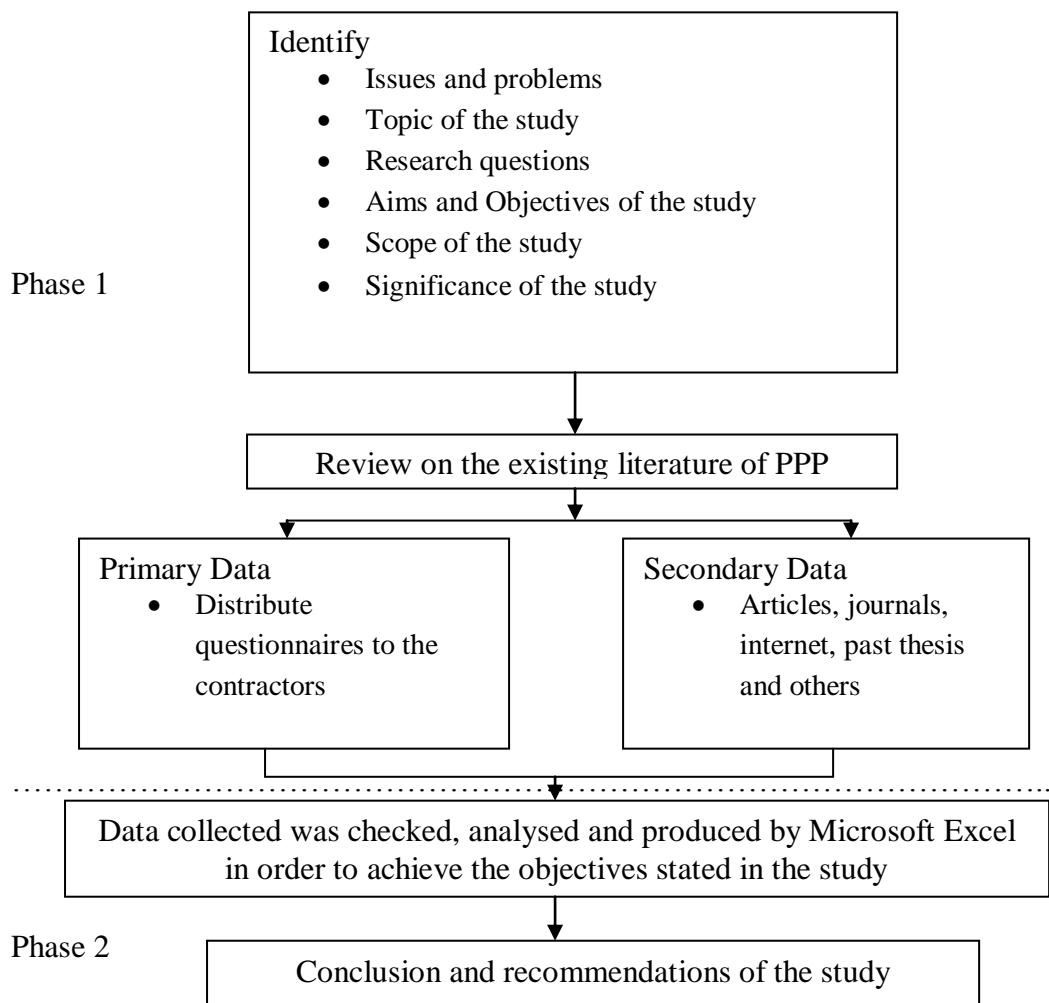 Identify
• Issues and problems
• Topic of the study
• Research questions
• Aims and Objectives of the study
• Scope of the study
Phase 1
• Significance of the study
Review on the existing literature of PPP
Primary Data
• Distribute
questionnaires to the
contractors
Secondary Data
• Articles, journals,
internet, past thesis
and others
Data collected was checked, analysed and produced by Microsoft Excel
in order to achieve the objectives stated in the study
Phase 2
Conclusion and recommendations of the study